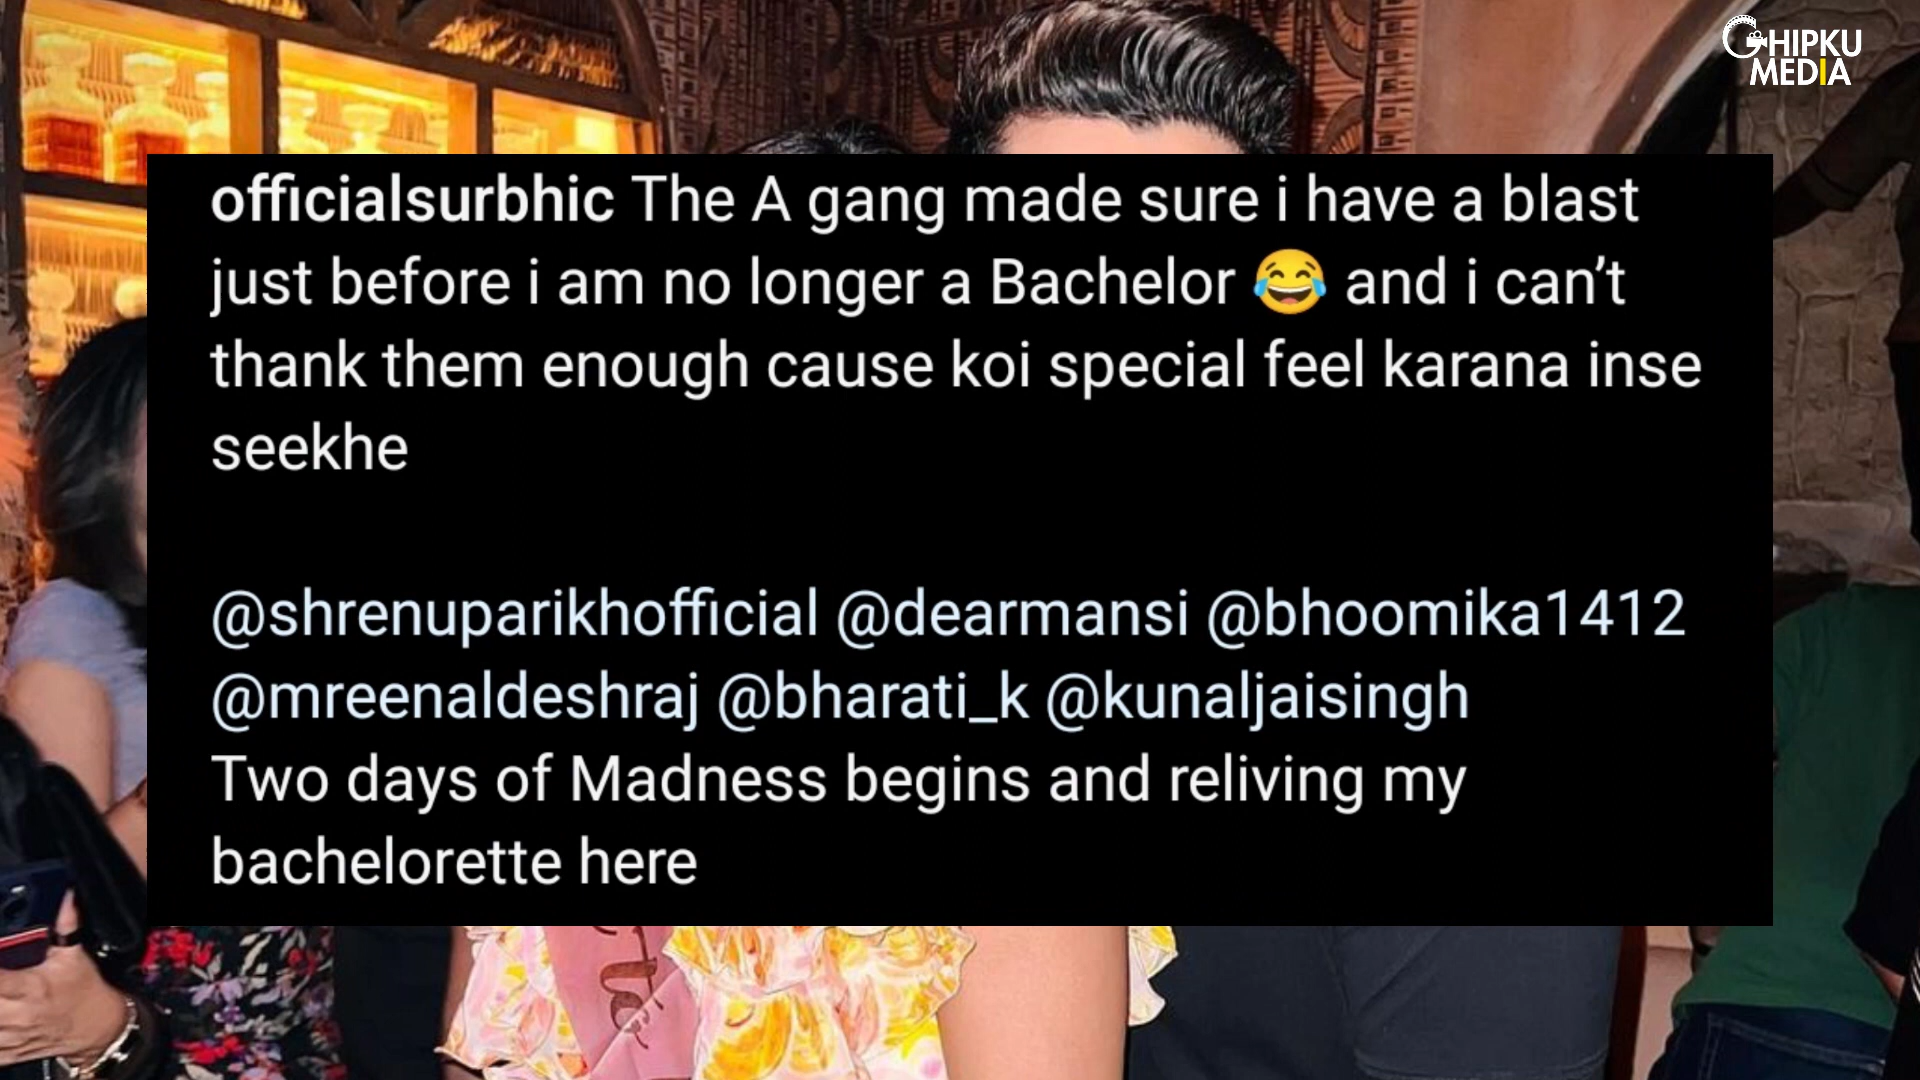 GHIPKU
MEDIA
officialsurbhic The A gang made sure i have a blast
just before i am no longer a Bachelor 😂 and i can’t
thank them enough cause koi special feel karana inse
seekhe
@shrenuparikhofficial @dearmansi @bhoomika1412
@mreenaldeshraj @bharati_k @kunaljaisingh
Two days of Madness begins and reliving my
bachelorette here